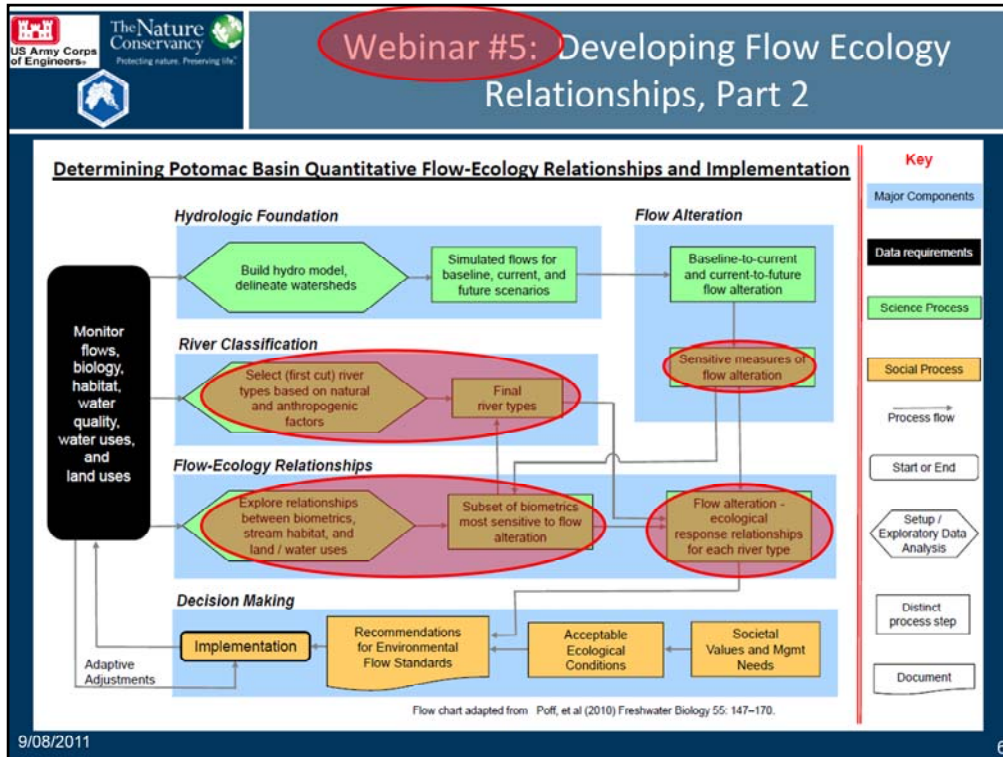 US Army Corps
of Engineers®
The Nature
Conservancy
Protecting nature. Preserving life.™
Webinar #5: Developing Flow Ecology
Relationships, Part 2
Determining Potomac Basin Quantitative Flow-Ecology Relationships and Implementation
Hydrologic Foundation
Build hydro model,
delineate watersheds
Simulated flows for
baseline, current, and
future scenarios
Flow Alteration
Baseline-to-current
and current-to-future
flow alteration
Sensitive measures of
flow alteration
Monitor
flows,
biology,
habitat,
water
quality,
water uses,
and
land uses
River Classification
Select (first cut) river
types based on natural
and anthropogenic
factors
Final
river types
Flow-Ecology Relationships
Explore relationships
between biometrics,
stream habitat, and
land / water uses
Subset of biometrics
most sensitive to flow
alteration
Flow alteration -
ecological
response relationships
for each river type
Decision Making
Implementation
Recommendations
for Environmental
Flow Standards
Acceptable
Ecological
Conditions
Societal
Values and Mgmt
Needs
Adaptive
Adjustments
Flow chart adapted from Poff, et al (2010) Freshwater Biology 55: 147–170.
Key
Major Components
Data requirements
Science Process
Social Process
Process flow
Start or End
Setup /
Exploratory Data
Analysis
Distinct
process step
Document
9/08/2011
6